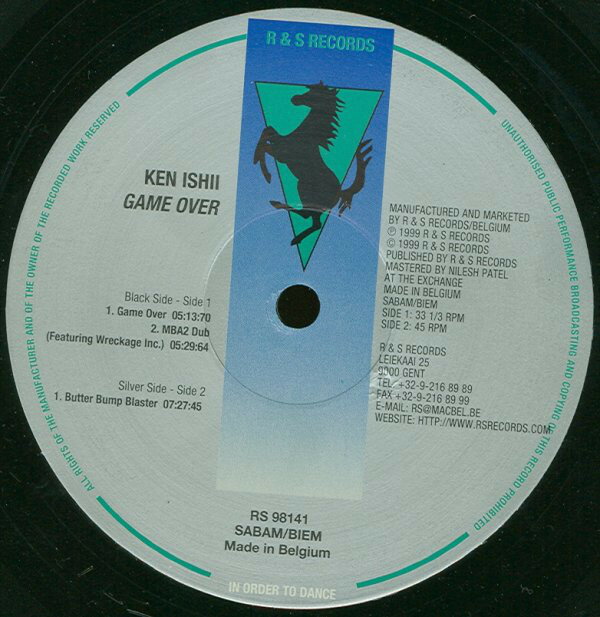 R & S RECORDS
KEN ISHII
GAME OVER
Black Side - Side 1
1. Game Over 05:13:70
2. MBA2 Dub
(Featuring Wreckage Inc.) 05:29:64
Silver Side - Side 2
1. Butter Bump Blaster 07:27:45
MANUFACTURED AND MARKETED
BY R & S RECORDS/BELGIUM
℗ 1999 R & S RECORDS
© 1999 R & S RECORDS
PUBLISHED BY R & S RECORDS
MASTERED BY NILESH PATEL
AT THE EXCHANGE
MADE IN BELGIUM
SABAM/BIEM
SIDE 1: 33 1/3 RPM
SIDE 2: 45 RPM
R & S RECORDS
LEIEKAAI 25
9000 GENT
TEL +32-9-216 89 89
FAX +32-9-216 89 99
E-MAIL: RS@MACBEL.BE
WEBSITE: HTTP://WWW.RSRECORDS.COM
RS 98141
SABAM/BIEM
Made in Belgium
ALL RIGHTS OF THE MANUFACTURER AND OF THE OWNER OF THE RECORDED WORK RESERVED
UNAUTHORISED PUBLIC PERFORMANCE BROADCASTING AND COPYING OF THIS RECORD PROHIBITED
IN ORDER TO DANCE